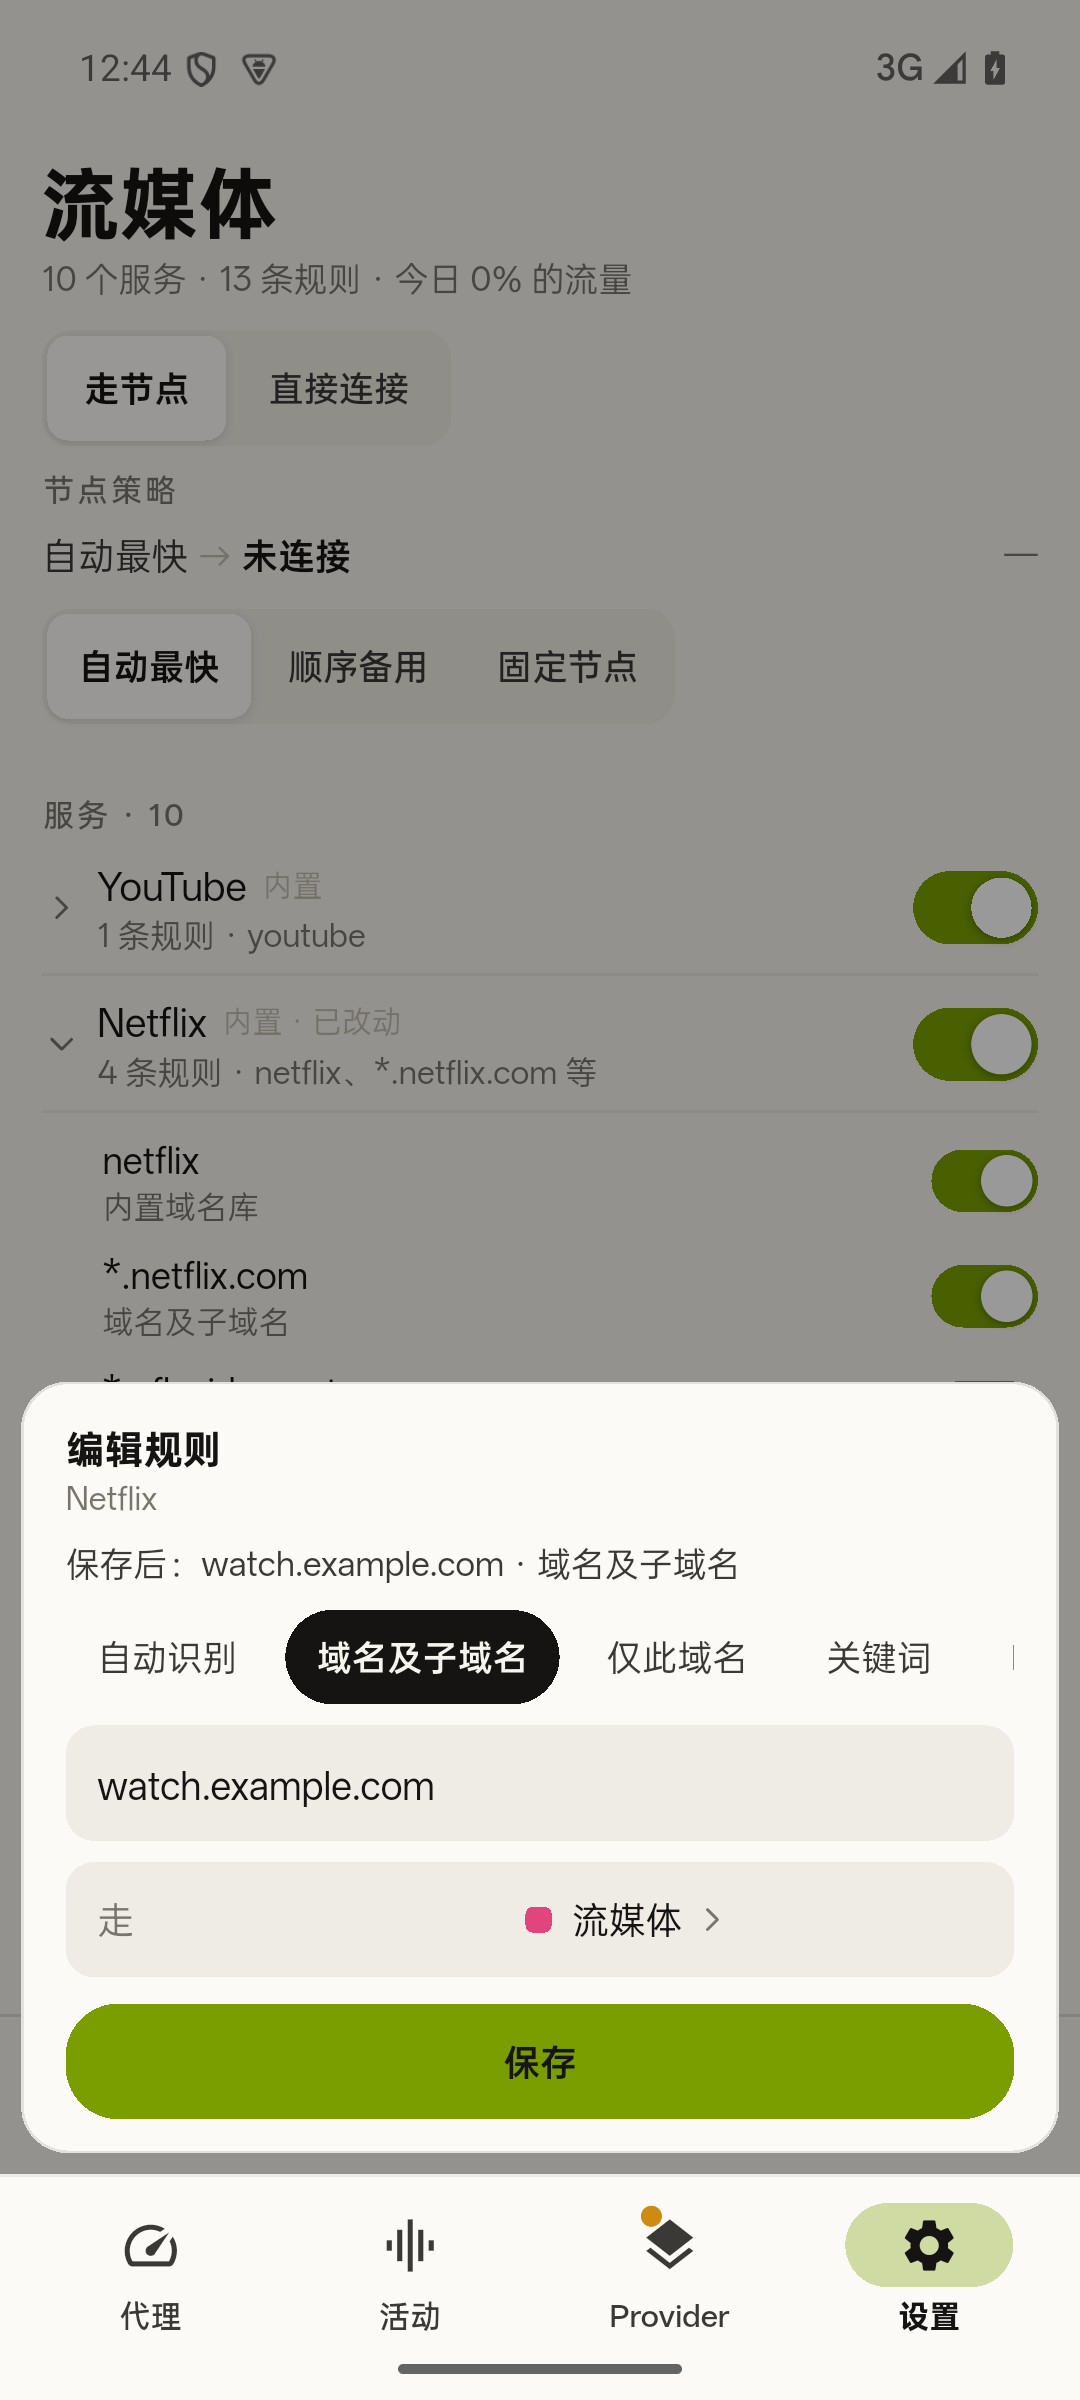 12:44
3G
流媒体
10 个服务 · 13 条规则 · 今日 0% 的流量
走节点
直接连接
节点策略
自动最快 → 未连接 —
自动最快
顺序备用
固定节点
服务 · 10
YouTube 内置
1 条规则 · youtube
Netflix 内置 · 已改动
4 条规则 · netflix、*.netflix.com 等
netflix
内置域名库
*.netflix.com
域名及子域名
编辑规则
Netflix
保存后：watch.example.com · 域名及子域名
自动识别
域名及子域名
仅此域名
关键词
watch.example.com
走
流媒体
保存
代理
活动
Provider
设置